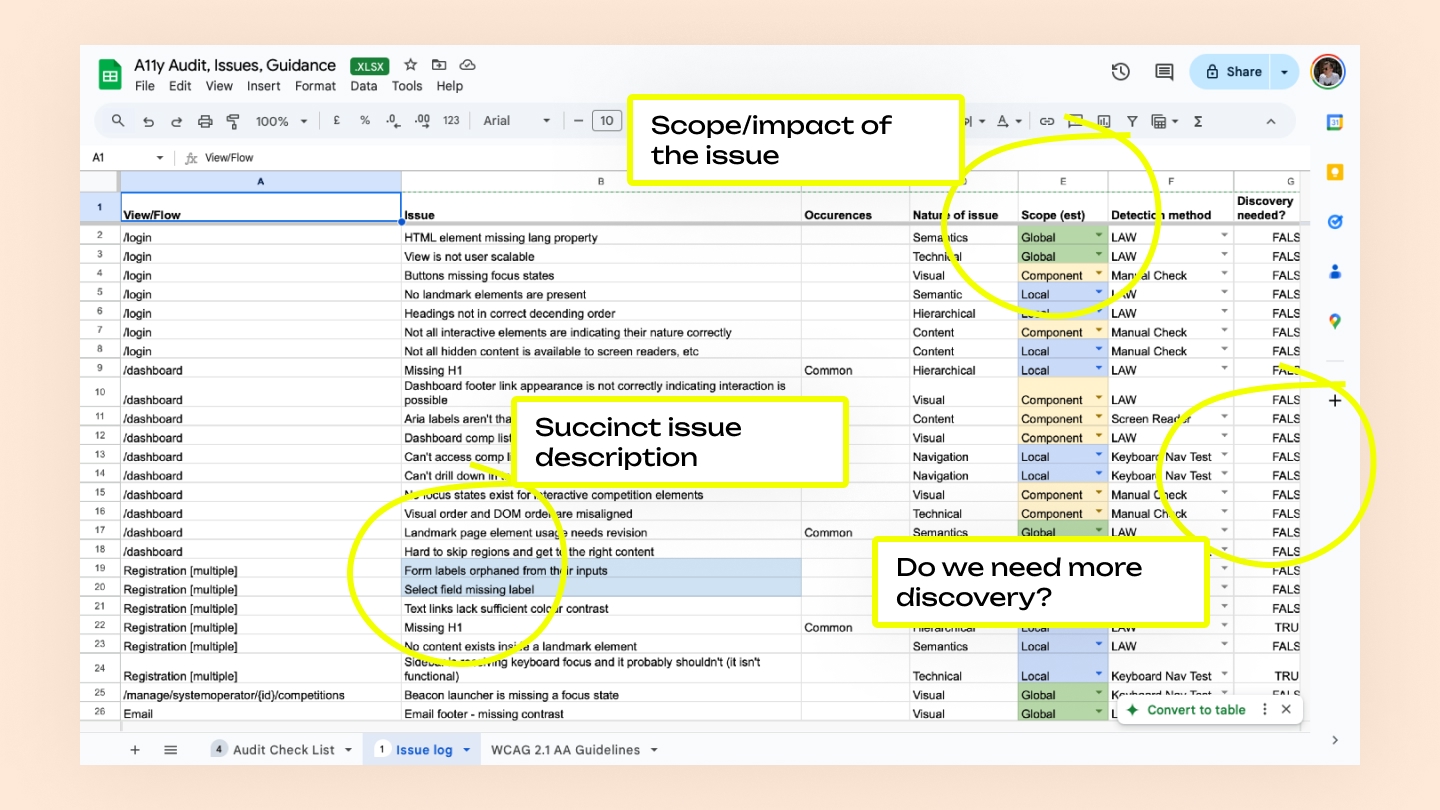 A11y Audit, Issues, Guidance .XLSX
File Edit View Insert Format Data Tools Help
Share
100% £ % .0 .00 123 Arial 10
A1 View/Flow
Scope/impact of
the issue
A B E F G
1 View/Flow Issue Occurences Nature of issue Scope (est) Detection method Discovery
needed?
2 /login HTML element missing lang property Semantics Global LAW FALS
3 /login View is not user scalable Technical Global LAW FALS
4 /login Buttons missing focus states Visual Component Manual Check FALS
5 /login No landmark elements are present Semantic Local LAW FALS
6 /login Headings not in correct decending order Hierarchical Local LAW FALS
7 /login Not all interactive elements are indicating their nature correctly Content Component Manual Check FALS
8 /login Not all hidden content is available to screen readers, etc Content Local Manual Check FALS
9 /dashboard Missing H1 Common Hierarchical Local LAW FALS
10 /dashboard Dashboard footer link appearance is not correctly indicating interaction is
possible Visual Component LAW FALS
11 /dashboard Aria labels aren't Content Component Screen Reader FALS
12 /dashboard Dashboard comp Visual Component LAW FALS
13 /dashboard Can't access comp Navigation Local Keyboard Nav Test FALS
14 /dashboard Can't drill down Navigation Local Keyboard Nav Test FALS
Succinct issue
description
15 /dashboard No focus states exist for interactive competition elements Visual Component Manual Check FALS
16 /dashboard Visual order and DOM order are misaligned Technical Component Manual Check FALS
17 /dashboard Landmark page element usage needs revision Common Semantics Global LAW FALS
18 /dashboard Hard to skip regions and get to the right content FALS
19 Registration [multiple] Form labels orphaned from their inputs FALS
20 Registration [multiple] Select field missing label FALS
21 Registration [multiple] Text links lack sufficient colour contrast FALS
Do we need more
discovery?
22 Registration [multiple] Missing H1 Common Hierarchical Local LAW TRU
23 Registration [multiple] No content exists inside a landmark element Semantics Local LAW FALS
24 Registration [multiple] Sidebar is receiving keyboard focus and it probably shouldn't (it isn't
functional) Technical Local Keyboard Nav Test TRU
25 /manage/systemoperator/{id}/competitions Beacon launcher is missing a focus state Visual Global Keyboard Nav Test FALS
26 Email Email footer - missing contrast Visual Global
Convert to table
4 Audit Check List 1 Issue log WCAG 2.1 AA Guidelines